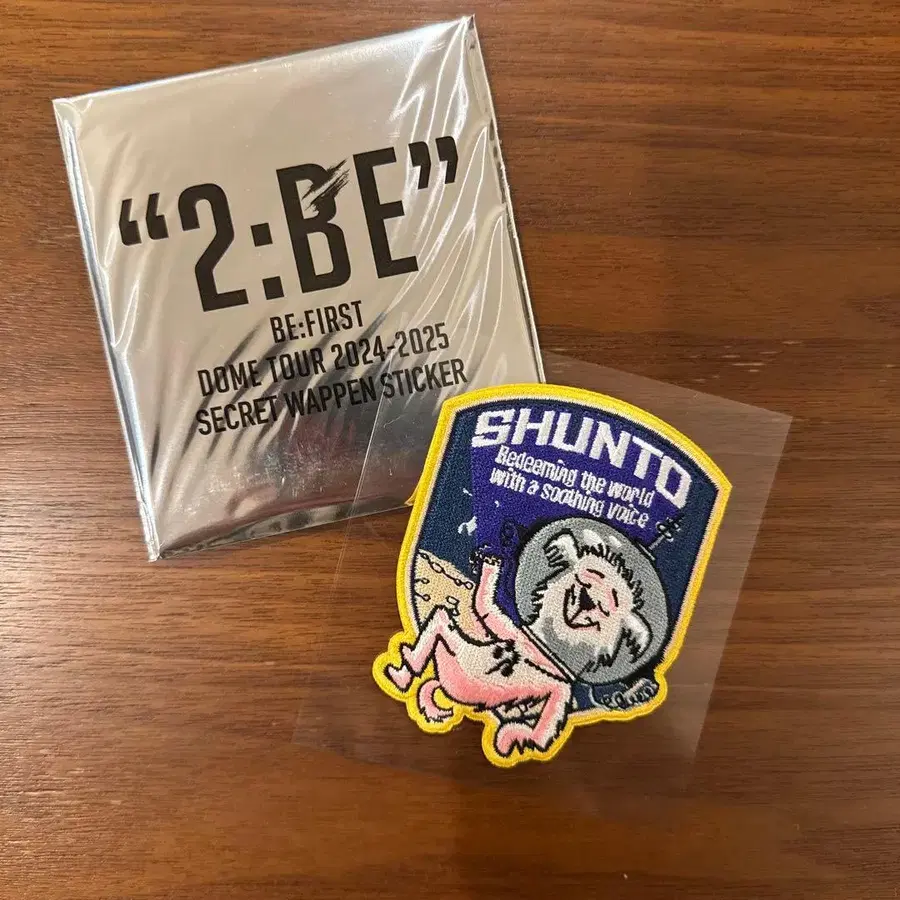 “2:BE”
BE:FIRST
DOME TOUR 2024-2025
SECRET WAPPEN STICKER
SHUNTO
Redeeming the world
with a soothing voice